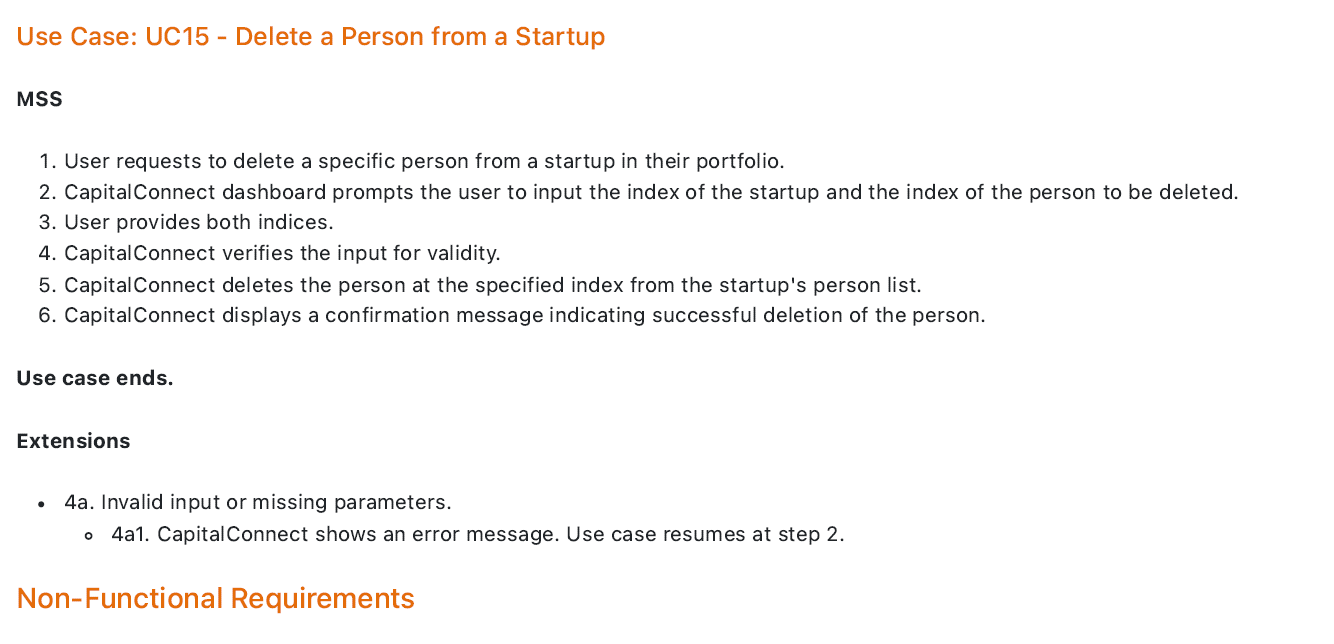 Use Case: UC15 - Delete a Person from a Startup
MSS
1. User requests to delete a specific person from a startup in their portfolio.
2. CapitalConnect dashboard prompts the user to input the index of the startup and the index of the person to be deleted.
3. User provides both indices.
4. CapitalConnect verifies the input for validity.
5. CapitalConnect deletes the person at the specified index from the startup's person list.
6. CapitalConnect displays a confirmation message indicating successful deletion of the person.
Use case ends.
Extensions
• 4a. Invalid input or missing parameters.
◦ 4a1. CapitalConnect shows an error message. Use case resumes at step 2.
Non-Functional Requirements